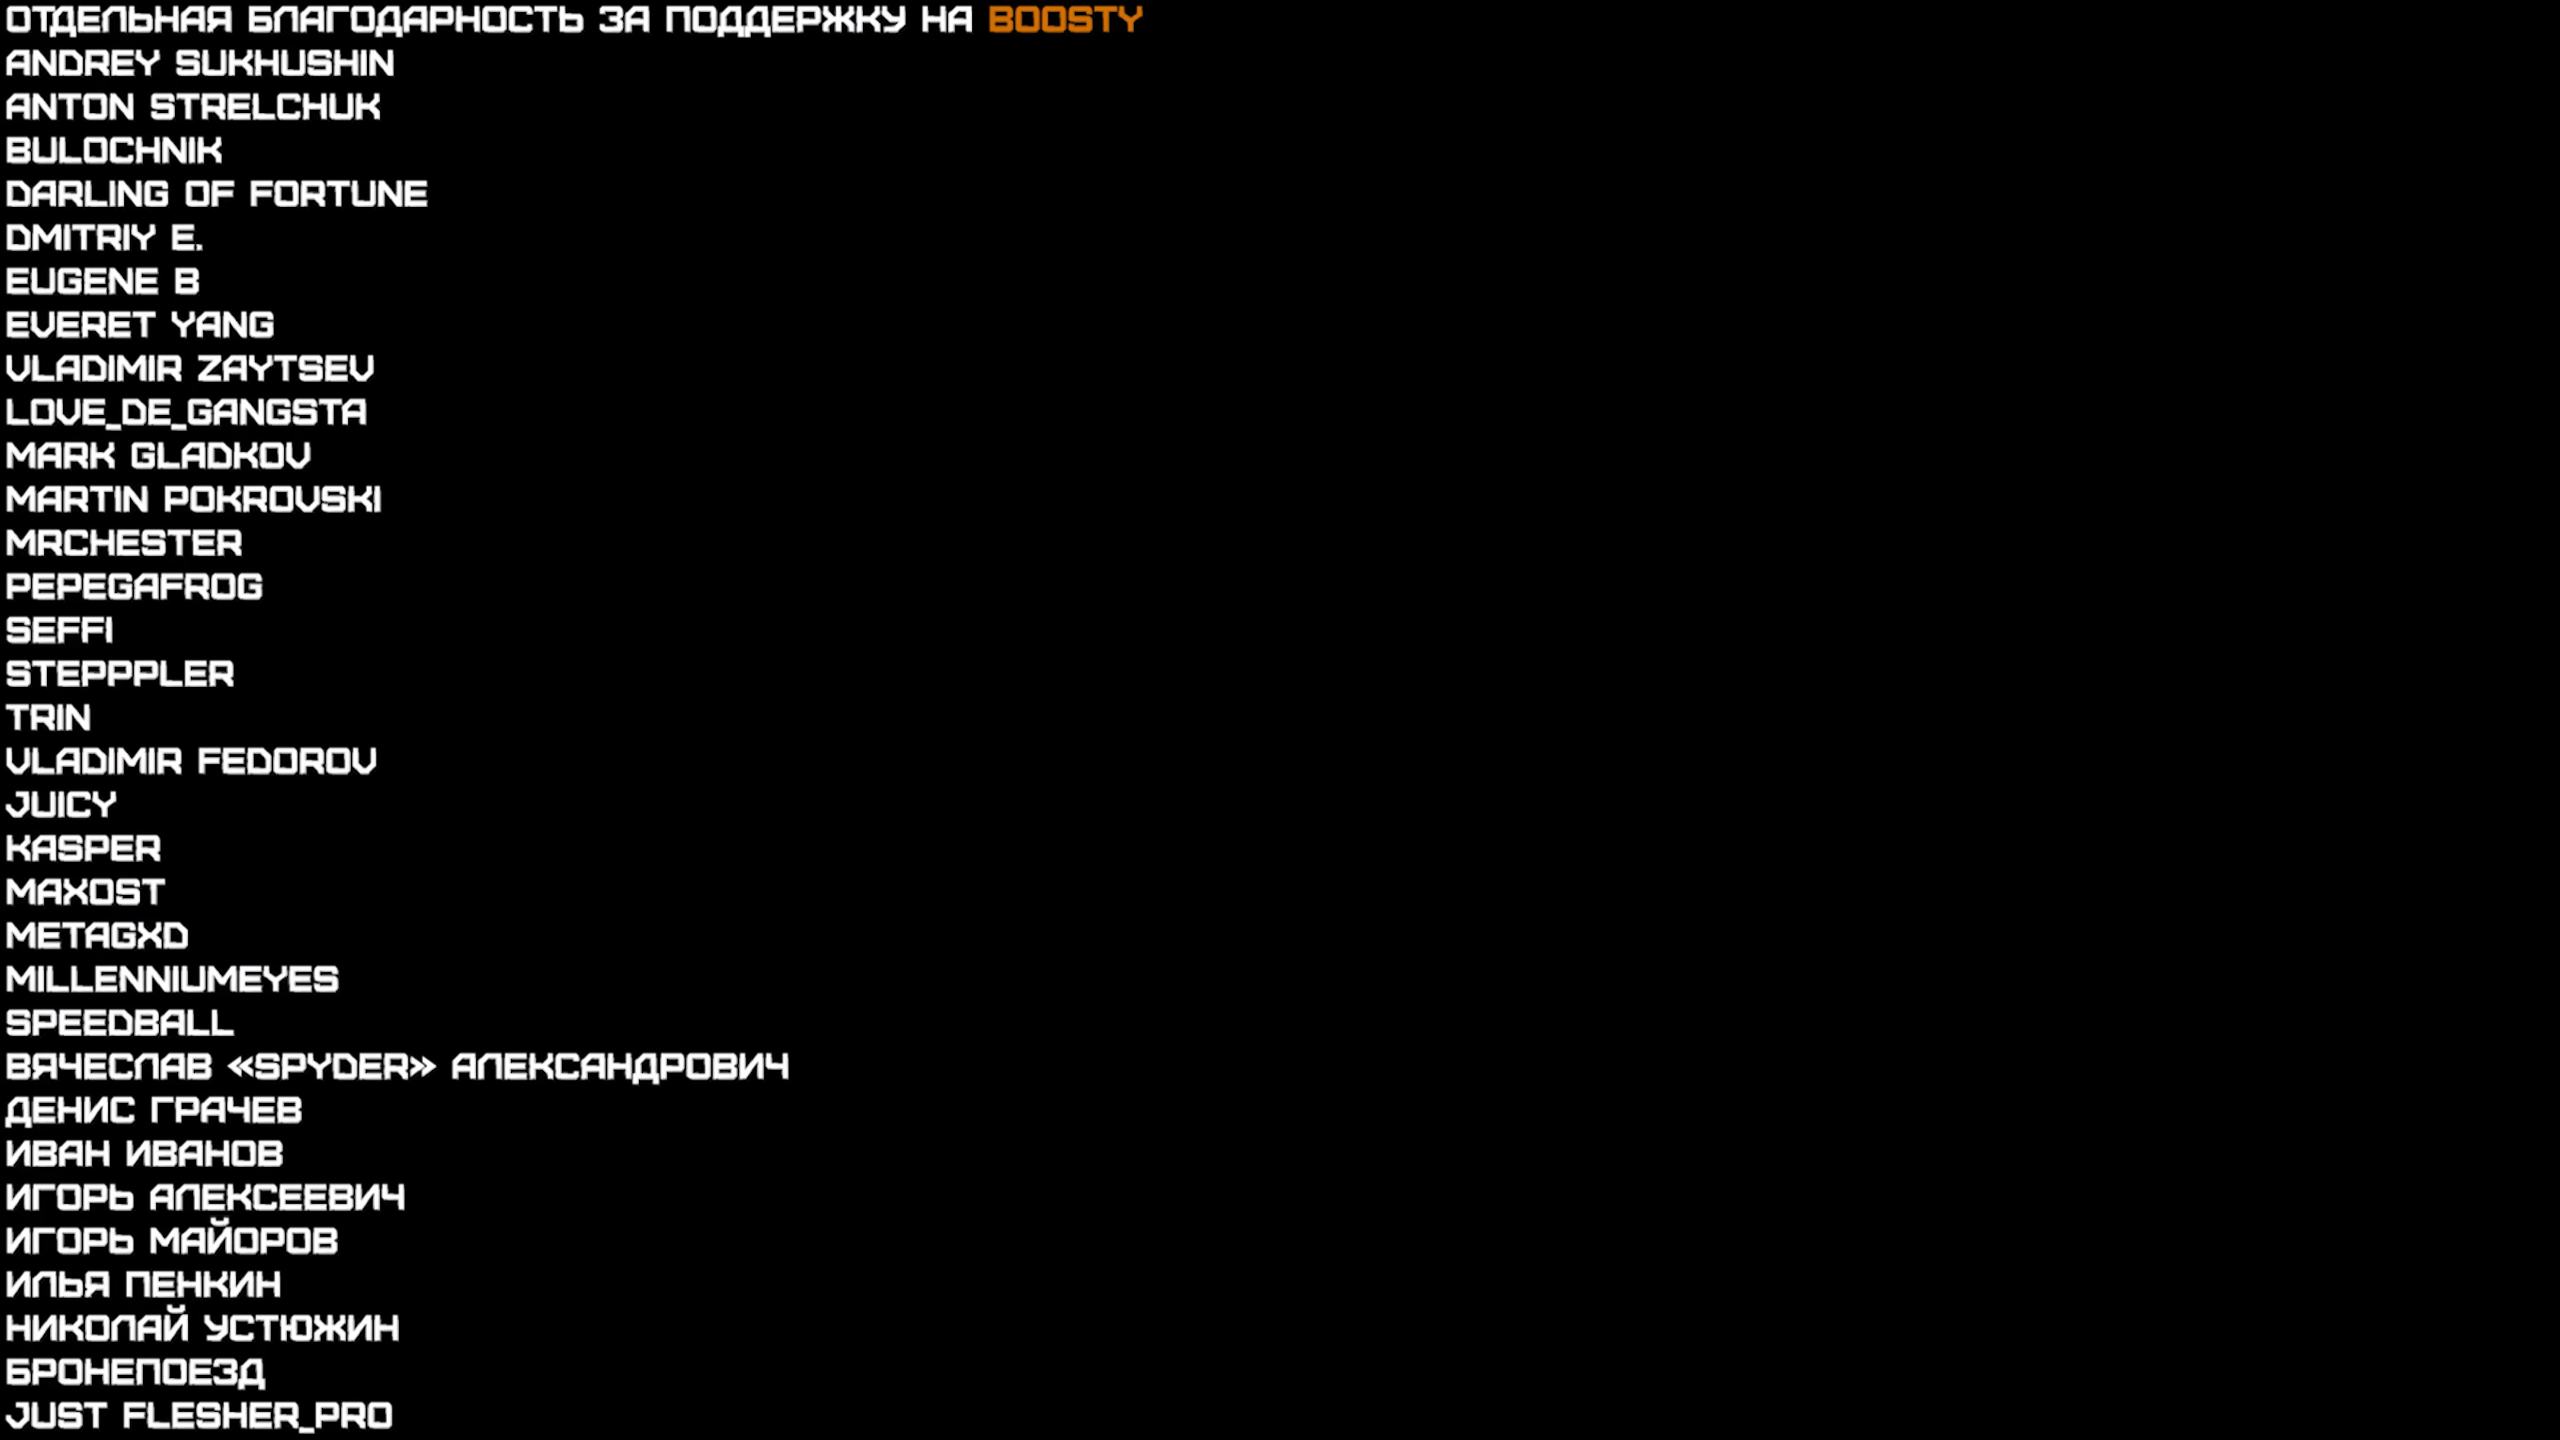 ОТДЕЛЬНАЯ БЛАГОДАРНОСТЬ ЗА ПОДДЕРЖКУ НА BOOSTY
ANDREY SUKHUSHIN
ANTON STRELCHUK
BULOCHNIK
DARLING OF FORTUNE
DMITRIY E.
EUGENE B
EVERET YANG
VLADIMIR ZAYTSEV
LOVE_DE_GANGSTA
MARK GLADKOV
MARTIN POKROVSKI
MRCHESTER
PEPEGAFROG
SEFFI
STEPPPLER
TRIN
VLADIMIR FEDOROV
JUICY
KASPER
MAXOST
METAGXD
MILLENNIUMEYES
SPEEDBALL
ВЯЧЕСЛАВ «SPYDER» АЛЕКСАНДРОВИЧ
ДЕНИС ГРАЧЕВ
ИВАН ИВАНОВ
ИГОРЬ АЛЕКСЕЕВИЧ
ИГОРЬ МАЙОРОВ
ИЛЬЯ ПЕНКИН
НИКОЛАЙ УСТЮЖИН
БРОНЕПОЕЗД
JUST FLESHER_PRO